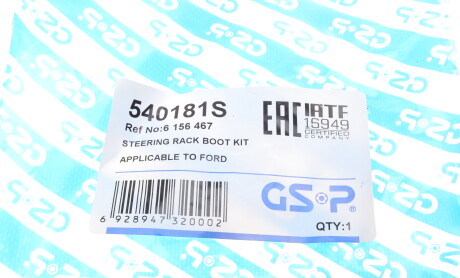 540181S
Ref No:6 156 467
STEERING RACK BOOT KIT
APPLICABLE TO FORD
EAC IATF
16949
CERTIFIED
COMPANY
6 928947 320002
GSP®
QTY:1